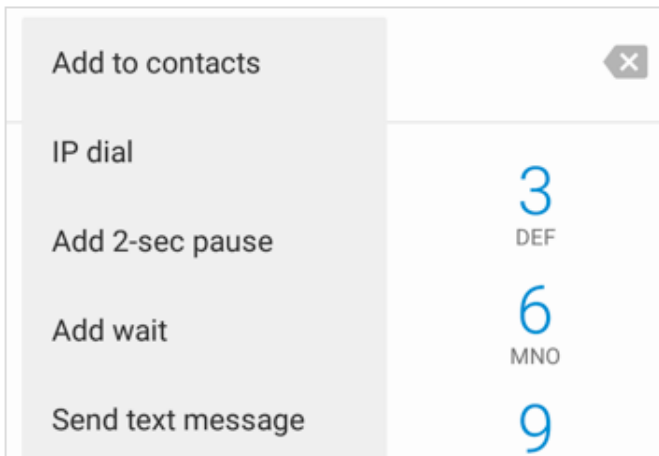 Add to contacts
IP dial
3
DEF
Add 2-sec pause
6
Add wait
MNO
Send text message
9